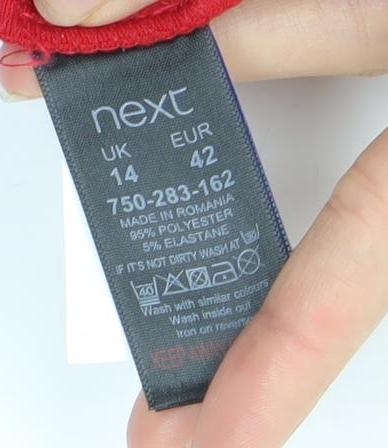 next
UK EUR
14 42
750-283-162
MADE IN ROMANIA
95% POLYESTER
5% ELASTANE
IF IT'S NOT DIRTY WASH AT
40
Wash with similar colours
Wash inside out
Iron on reverse
KEEP